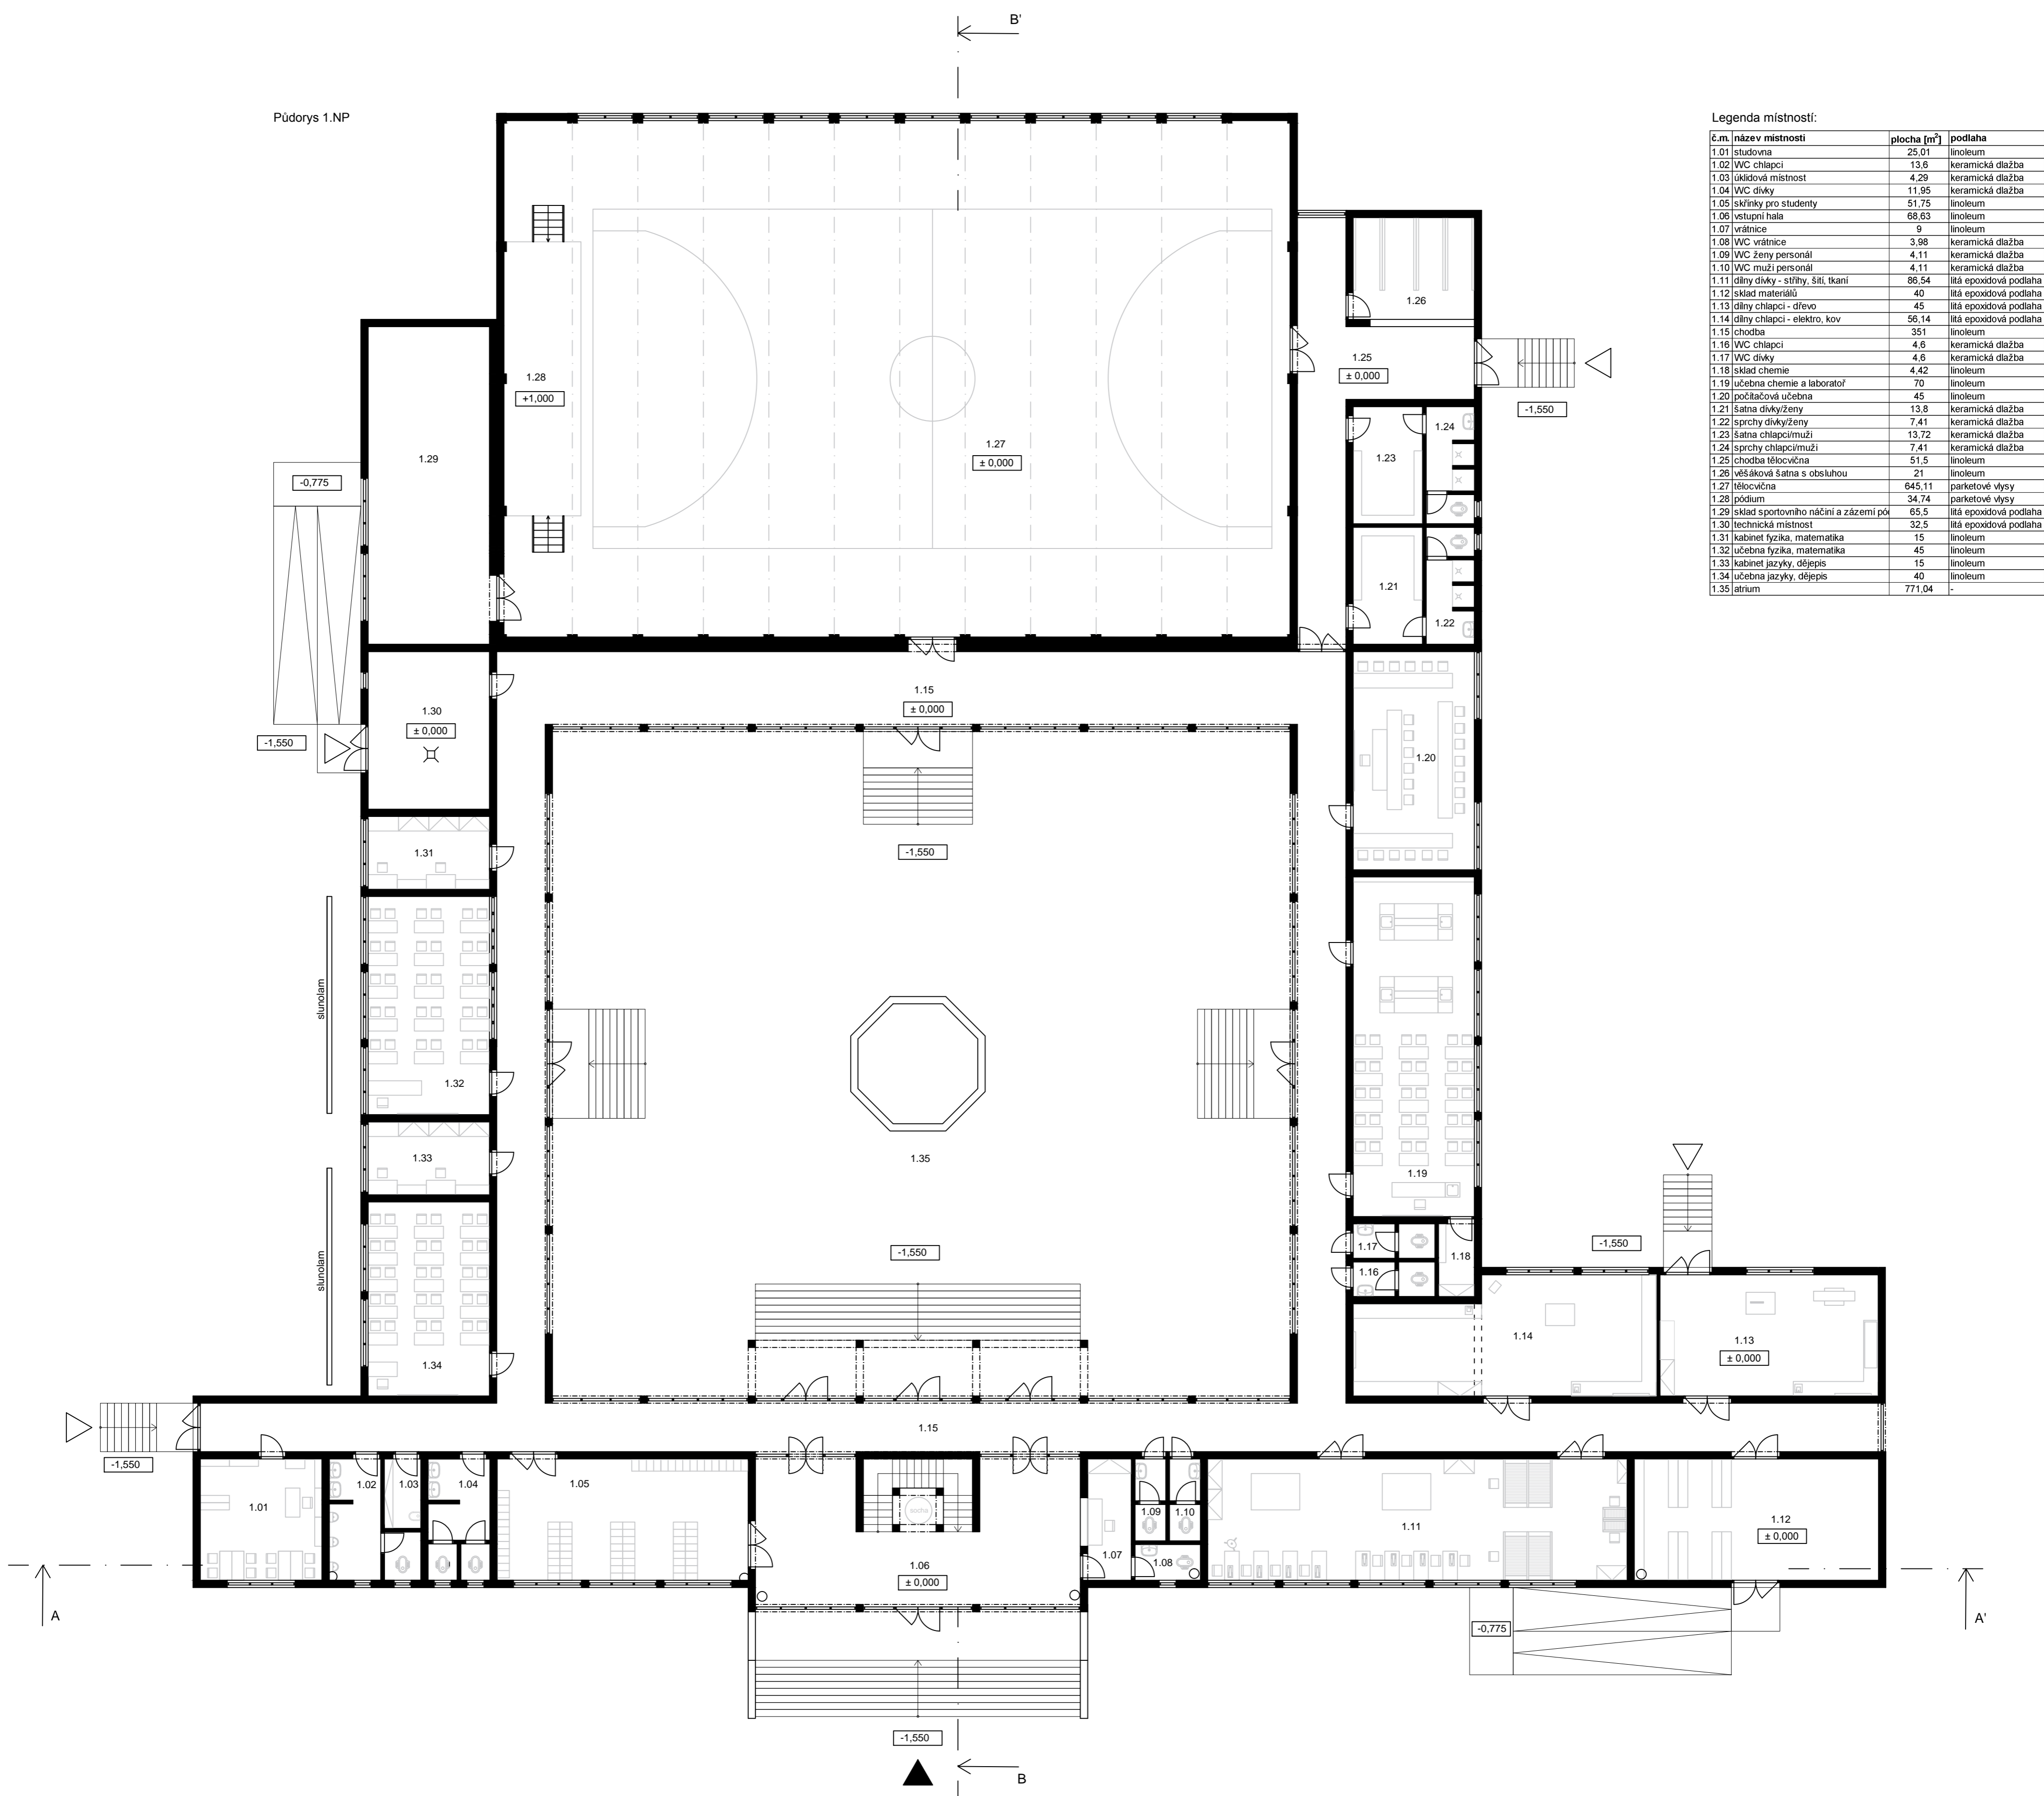 B'
Půdorys 1.NP
Legenda místností:
č.m. název místnosti plocha [m²] podlaha
1.01 studovna 25,01 linoleum
1.02 WC chlapci 13,6 keramická dlažba
1.03 úklidová místnost 4,29 keramická dlažba
1.04 WC dívky 11,95 keramická dlažba
1.05 skřínky pro studenty 51,75 linoleum
1.06 vstupní hala 68,63 linoleum
1.07 vrátnice 9 linoleum
1.08 WC vrátnice 3,98 keramická dlažba
1.09 WC ženy personál 4,11 keramická dlažba
1.10 WC muži personál 4,11 keramická dlažba
1.11 dílny dívky - střihy, šití, tkaní 86,54 litá epoxidová podlaha
1.12 sklad materiálů 40 litá epoxidová podlaha
1.13 dílny chlapci - dřevo 45 litá epoxidová podlaha
1.14 dílny chlapci - elektro, kov 56,14 litá epoxidová podlaha
1.15 chodba 351 linoleum
1.16 WC chlapci 4,6 keramická dlažba
1.17 WC dívky 4,6 keramická dlažba
1.18 sklad chemie 4,42 linoleum
1.19 učebna chemie a laboratoř 70 linoleum
1.20 počítačová učebna 45 linoleum
1.21 šatna dívky/ženy 13,8 keramická dlažba
1.22 sprchy dívky/ženy 7,41 keramická dlažba
1.23 šatna chlapci/muži 13,72 keramická dlažba
1.24 sprchy chlapci/muži 7,41 keramická dlažba
1.25 chodba tělocvična 51,5 linoleum
1.26 věšáková šatna s obsluhou 21 linoleum
1.27 tělocvična 645,11 parketové vlysy
1.28 pódium 34,74 parketové vlysy
1.29 sklad sportovního náčiní a zázemí pó 65,5 litá epoxidová podlaha
1.30 technická místnost 32,5 litá epoxidová podlaha
1.31 kabinet fyzika, matematika 15 linoleum
1.32 učebna fyzika, matematika 45 linoleum
1.33 kabinet jazyky, dějepis 15 linoleum
1.34 učebna jazyky, dějepis 40 linoleum
1.35 atrium 771,04 -
1.26
1.25
± 0,000
1.28
+1,000
-1,550
1.24
1.27
± 0,000
1.23
1.29
-0,775
1.21
1.22
1.15
± 0,000
1.30
± 0,000
-1,550
1.20
1.31
-1,550
slunolam
1.32
1.33
1.35
1.19
slunolam
-1,550
1.17
1.18
1.16
-1,550
1.14
1.13
± 0,000
1.34
1.15
-1,550
1.01
1.02
1.03
1.04
1.05
socha
1.09
1.10
1.11
1.12
± 0,000
1.06
± 0,000
1.07
1.08
A
A'
-0,775
-1,550
B